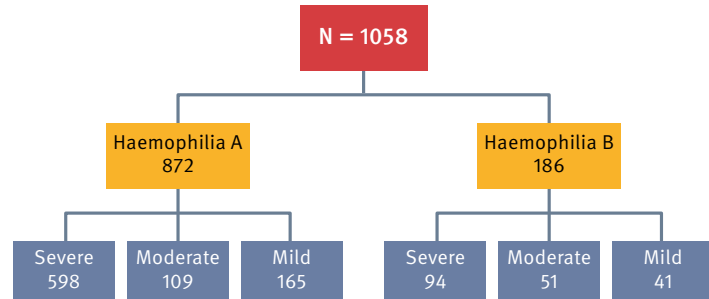 N = 1058
Haemophilia A
872
Haemophilia B
186
Severe
598
Moderate
109
Mild
165
Severe
94
Moderate
51
Mild
41